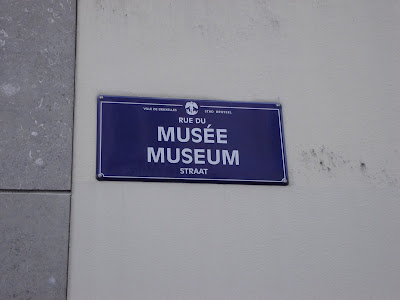 VILLE DE BRUXELLES STAD BRUSSEL
RUE DU
MUSÉE
MUSEUM
STRAAT